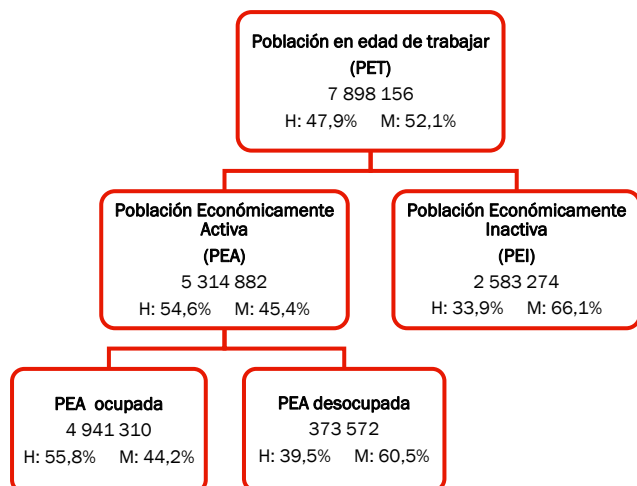 Población en edad de trabajar
(PET)
7 898 156
H: 47,9% M: 52,1%
Población Económicamente
Activa
(PEA)
5 314 882
H: 54,6% M: 45,4%
Población Económicamente
Inactiva
(PEI)
2 583 274
H: 33,9% M: 66,1%
PEA ocupada
4 941 310
H: 55,8% M: 44,2%
PEA desocupada
373 572
H: 39,5% M: 60,5%